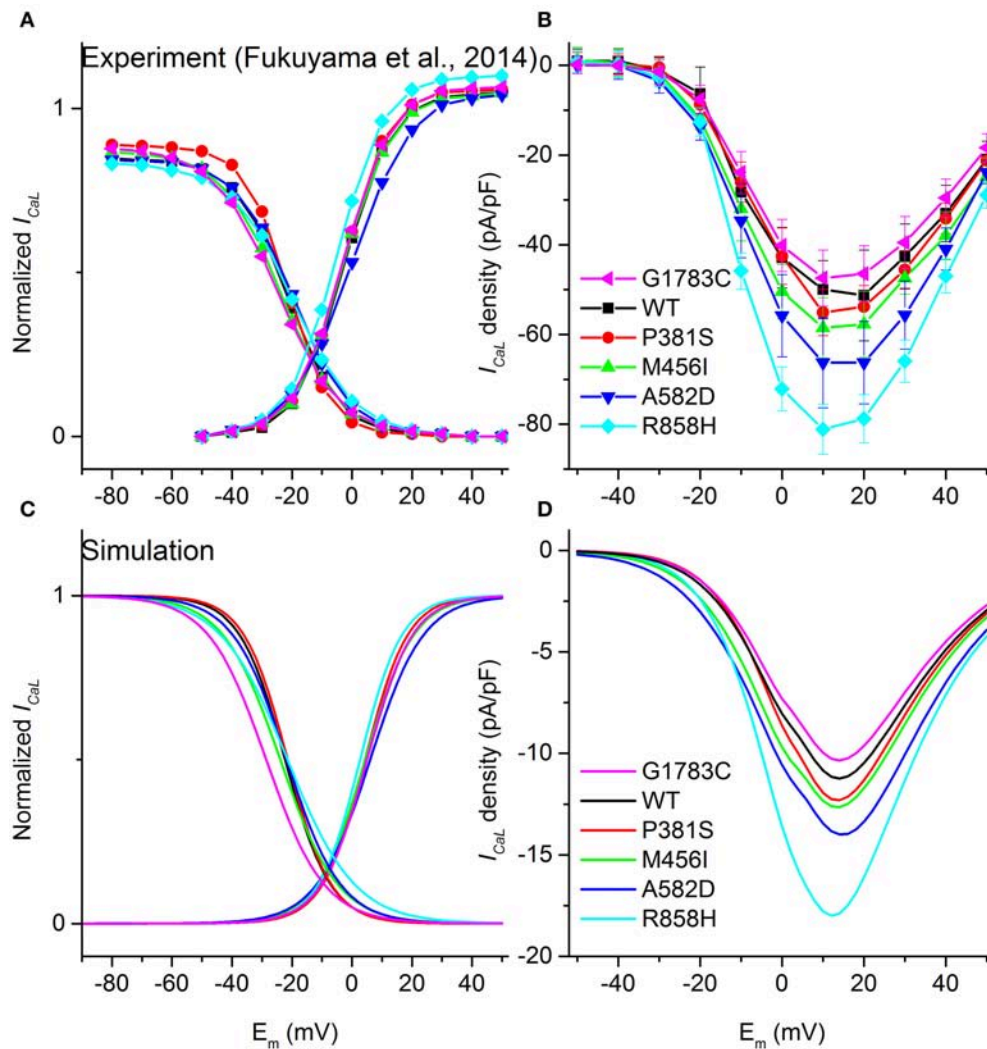 A
Experiment (Fukuyama et al., 2014)
Normalized I_CaL
1
0
-80 -60 -40 -20 0 20 40
B
I_CaL density (pA/pF)
0
-20
-40
-60
-80
G1783C
WT
P381S
M456I
A582D
R858H
-40 -20 0 20 40
C
Simulation
Normalized I_CaL
1
0
-80 -60 -40 -20 0 20 40
E_m (mV)
D
I_CaL density (pA/pF)
0
-5
-10
-15
-20
G1783C
WT
P381S
M456I
A582D
R858H
-40 -20 0 20 40
E_m (mV)